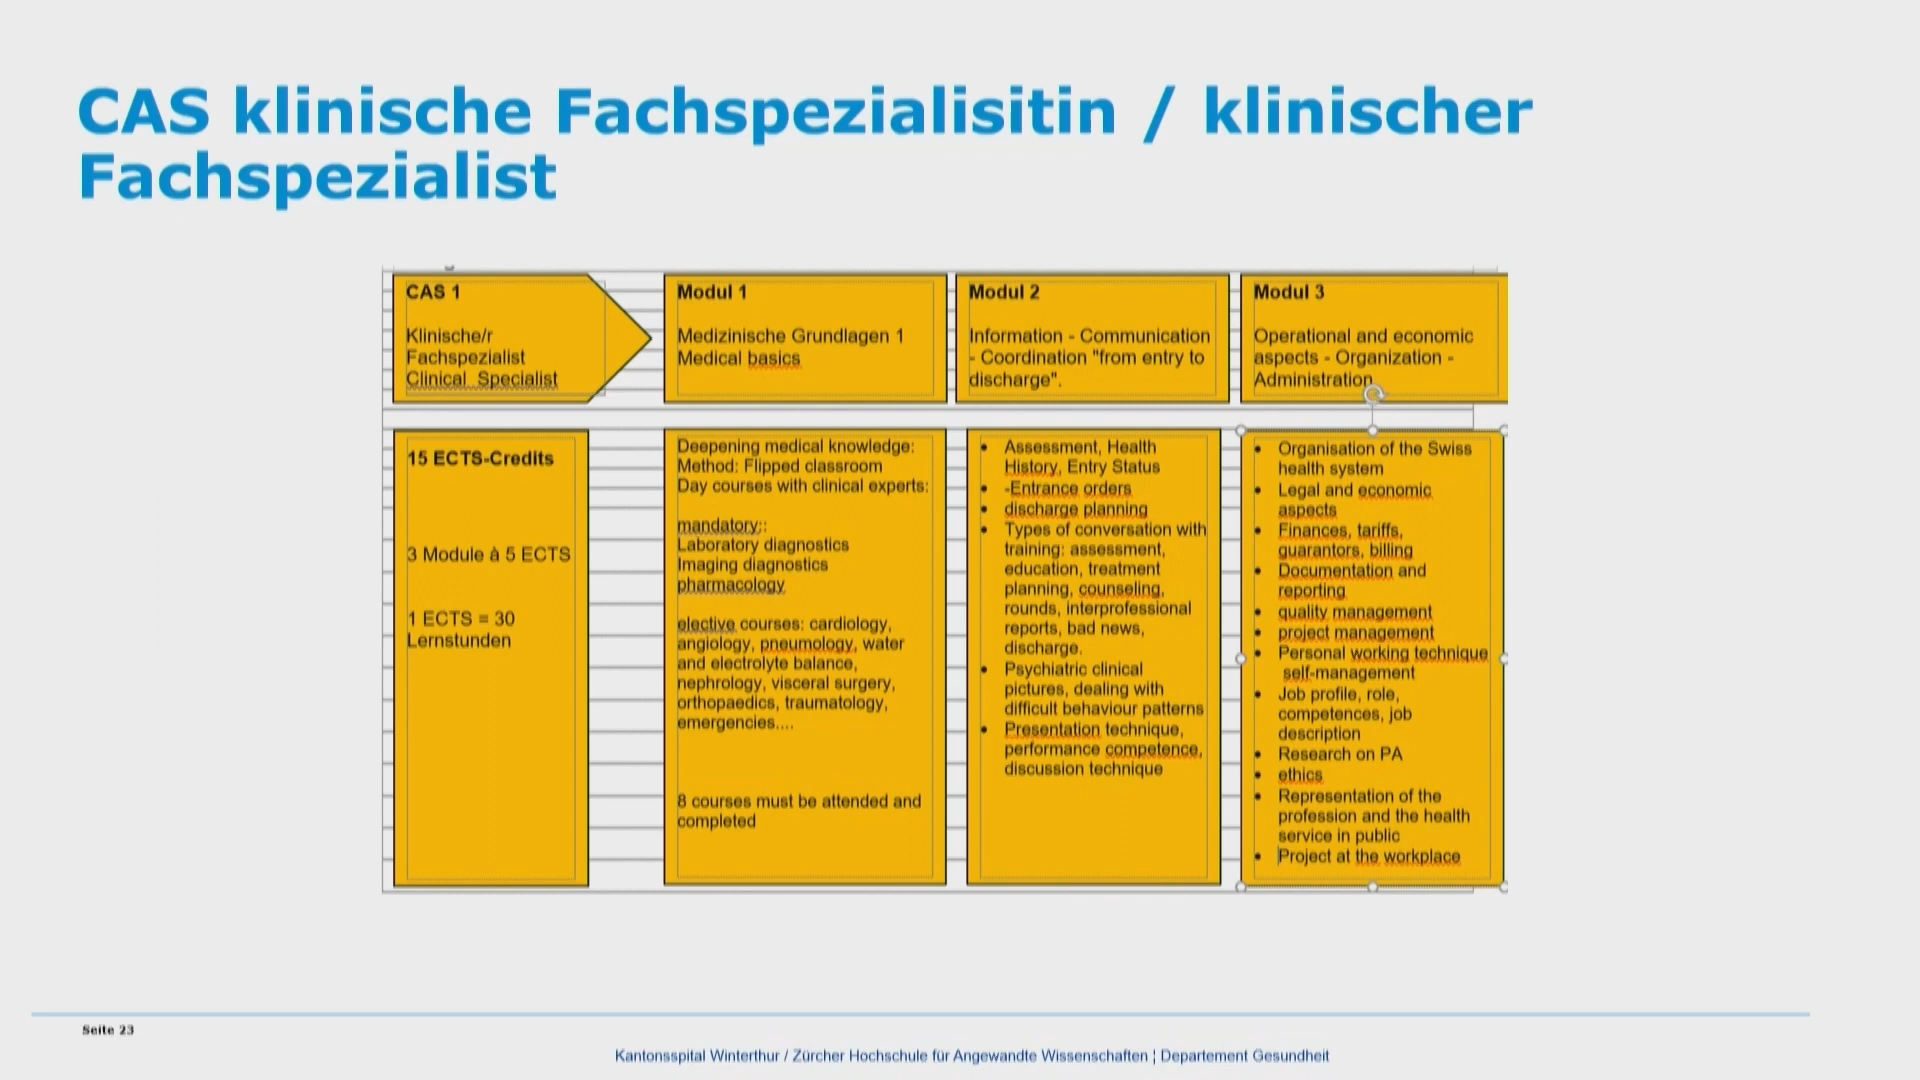 CAS klinische Fachspezialisitin / klinischer
Fachspezialist
CAS 1
Klinische/r
Fachspezialist
Clinical Specialist
Modul 1
Medizinische Grundlagen 1
Medical basics
Modul 2
Information - Communication
- Coordination "from entry to
discharge".
Modul 3
Operational and economic
aspects - Organization -
Administration
15 ECTS-Credits
3 Module à 5 ECTS
1 ECTS = 30
Lernstunden
Deepening medical knowledge:
Method: Flipped classroom
Day courses with clinical experts:
mandatory::
Laboratory diagnostics
Imaging diagnostics
pharmacology
elective courses: cardiology,
angiology, pneumology, water
and electrolyte balance,
nephrology, visceral surgery,
orthopaedics, traumatology,
emergencies....
8 courses must be attended and
completed
• Assessment, Health
History, Entry Status
• -Entrance orders
• discharge planning
• Types of conversation with
training: assessment,
education, treatment
planning, counseling,
rounds, interprofessional
reports, bad news,
discharge.
• Psychiatric clinical
pictures, dealing with
difficult behaviour patterns
• Presentation technique,
performance competence,
discussion technique
• Organisation of the Swiss
health system
• Legal and economic
aspects
• Finances, tariffs,
guarantors, billing
• Documentation and
reporting
• quality management
• project management
• Personal working technique
self-management
• Job profile, role,
competences, job
description
• Research on PA
• ethics
• Representation of the
profession and the health
service in public
• Project at the workplace
Seite 23
Kantonsspital Winterthur / Zürcher Hochschule für Angewandte Wissenschaften ¦ Departement Gesundheit